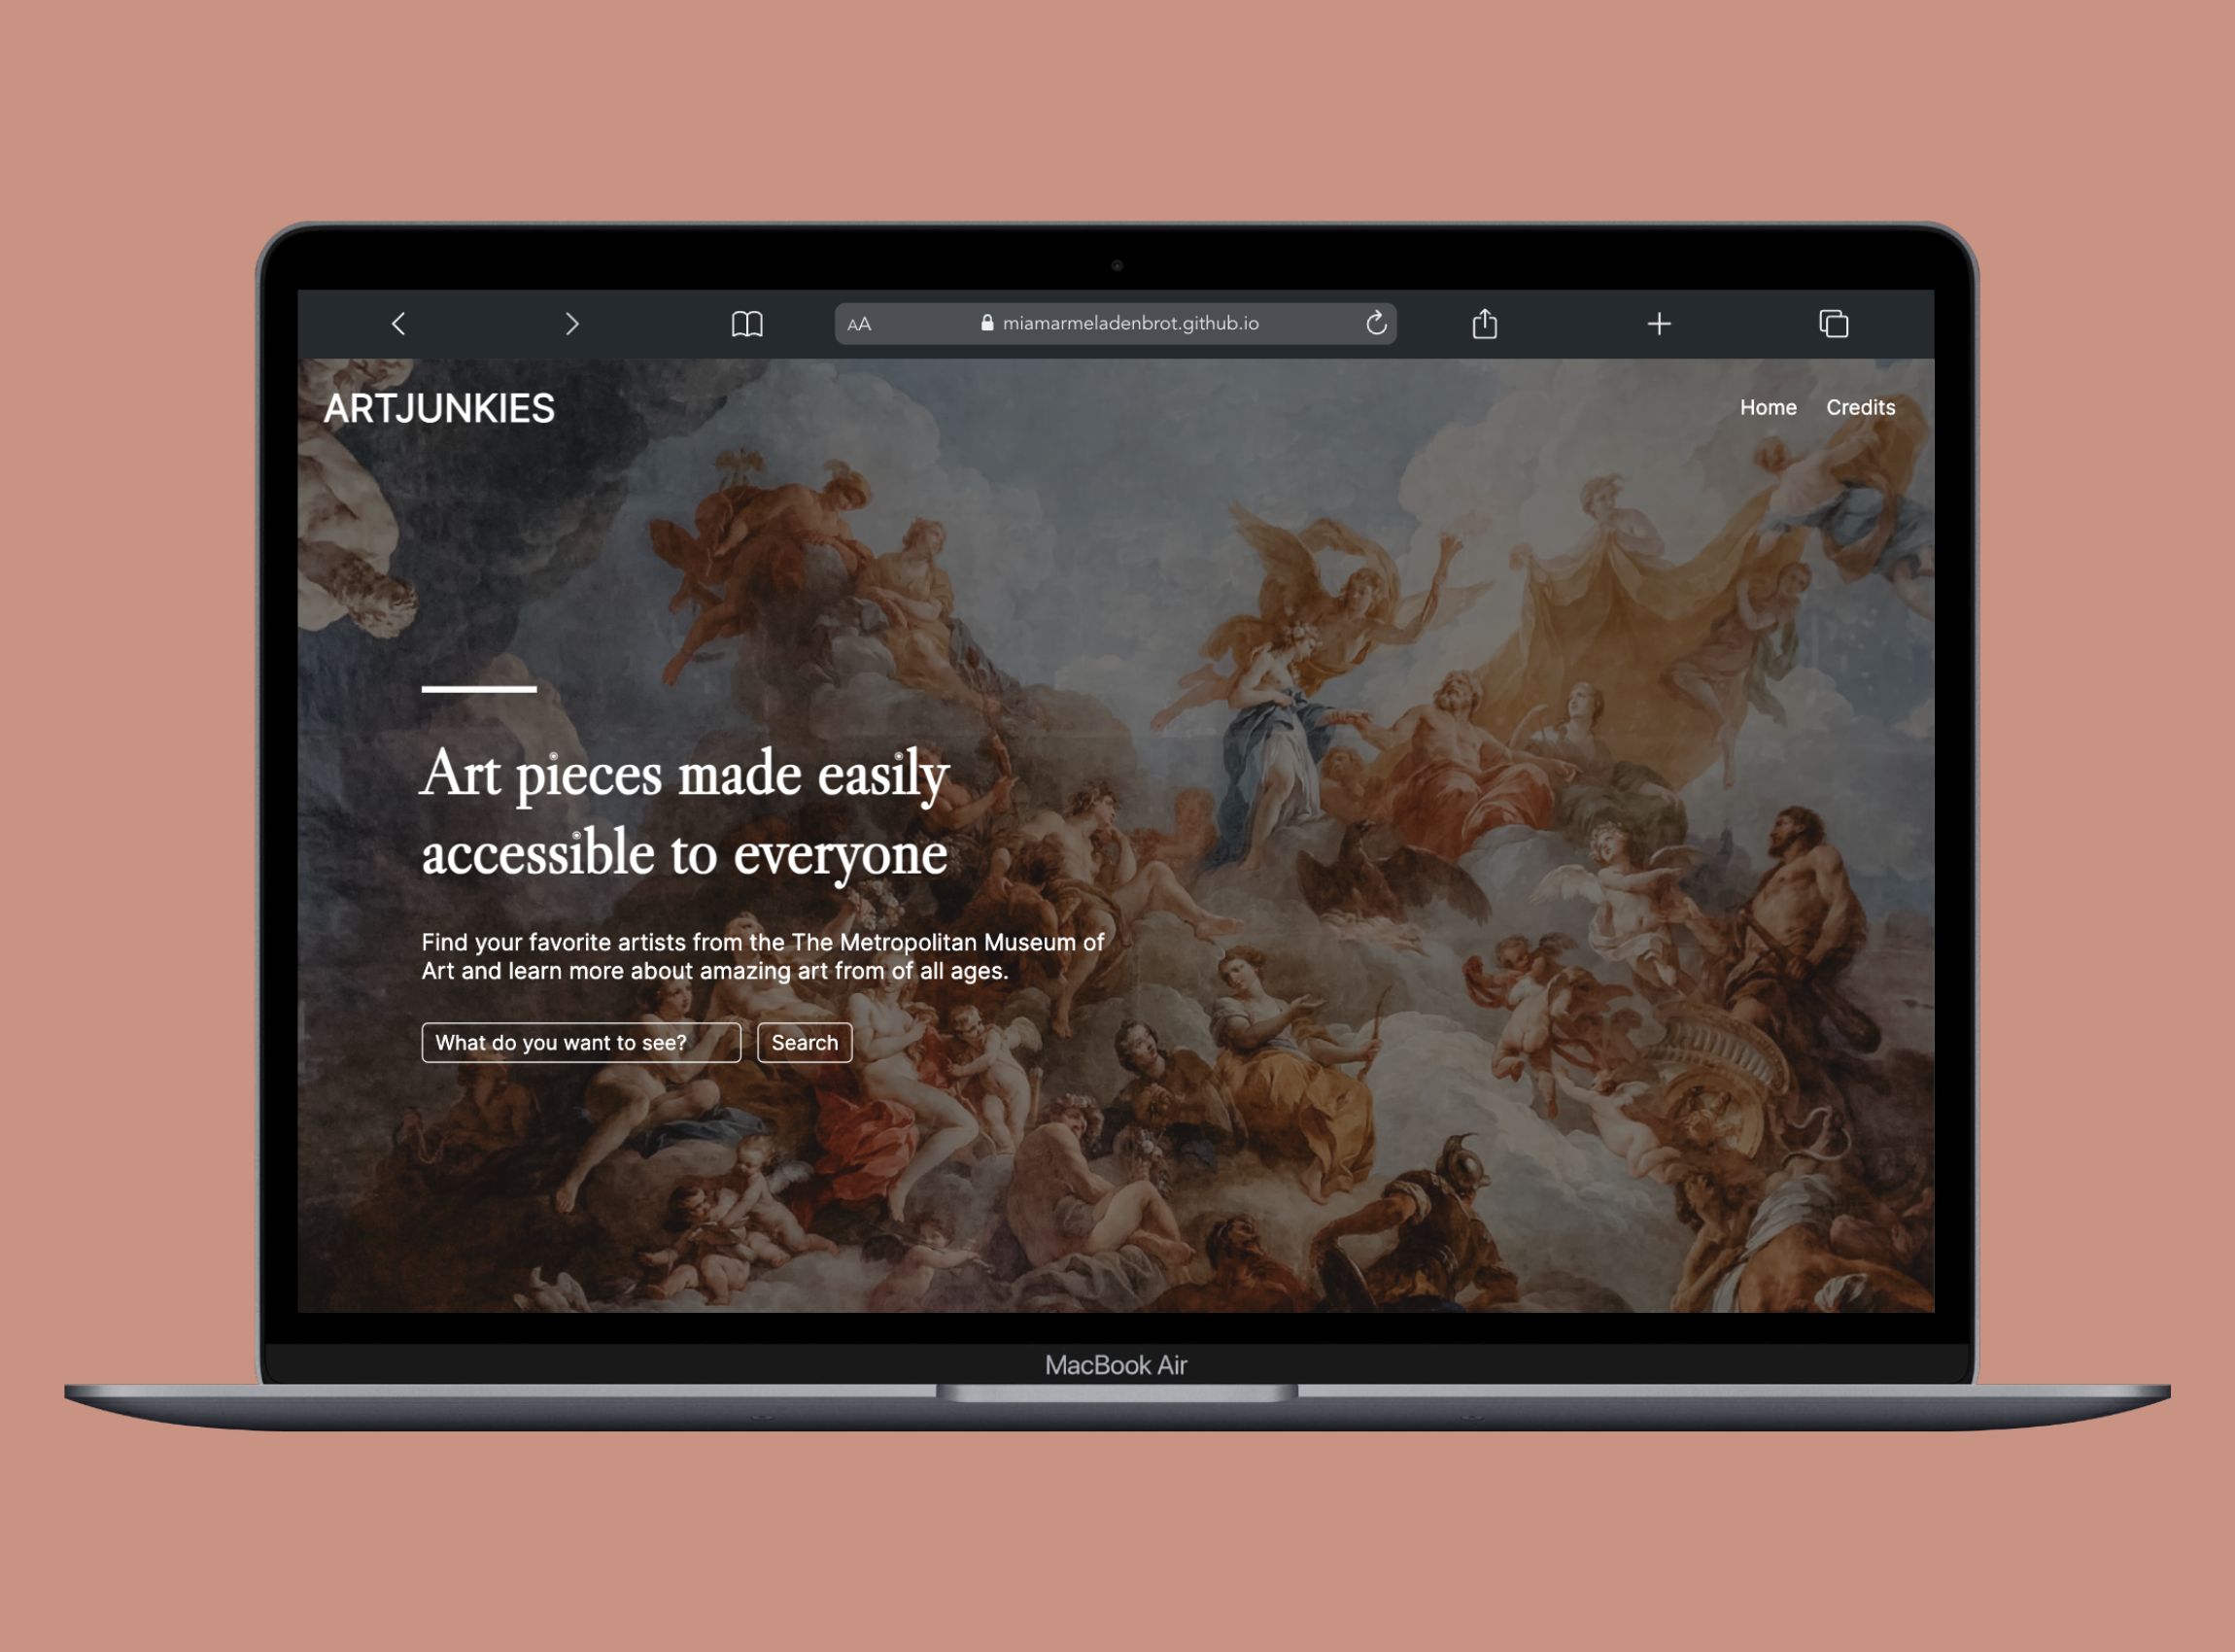 AA miamarmeladenbrot.github.io
ARTJUNKIES Home Credits
Art pieces made easily
accessible to everyone
Find your favorite artists from the The Metropolitan Museum of
Art and learn more about amazing art from of all ages.
What do you want to see? Search
MacBook Air